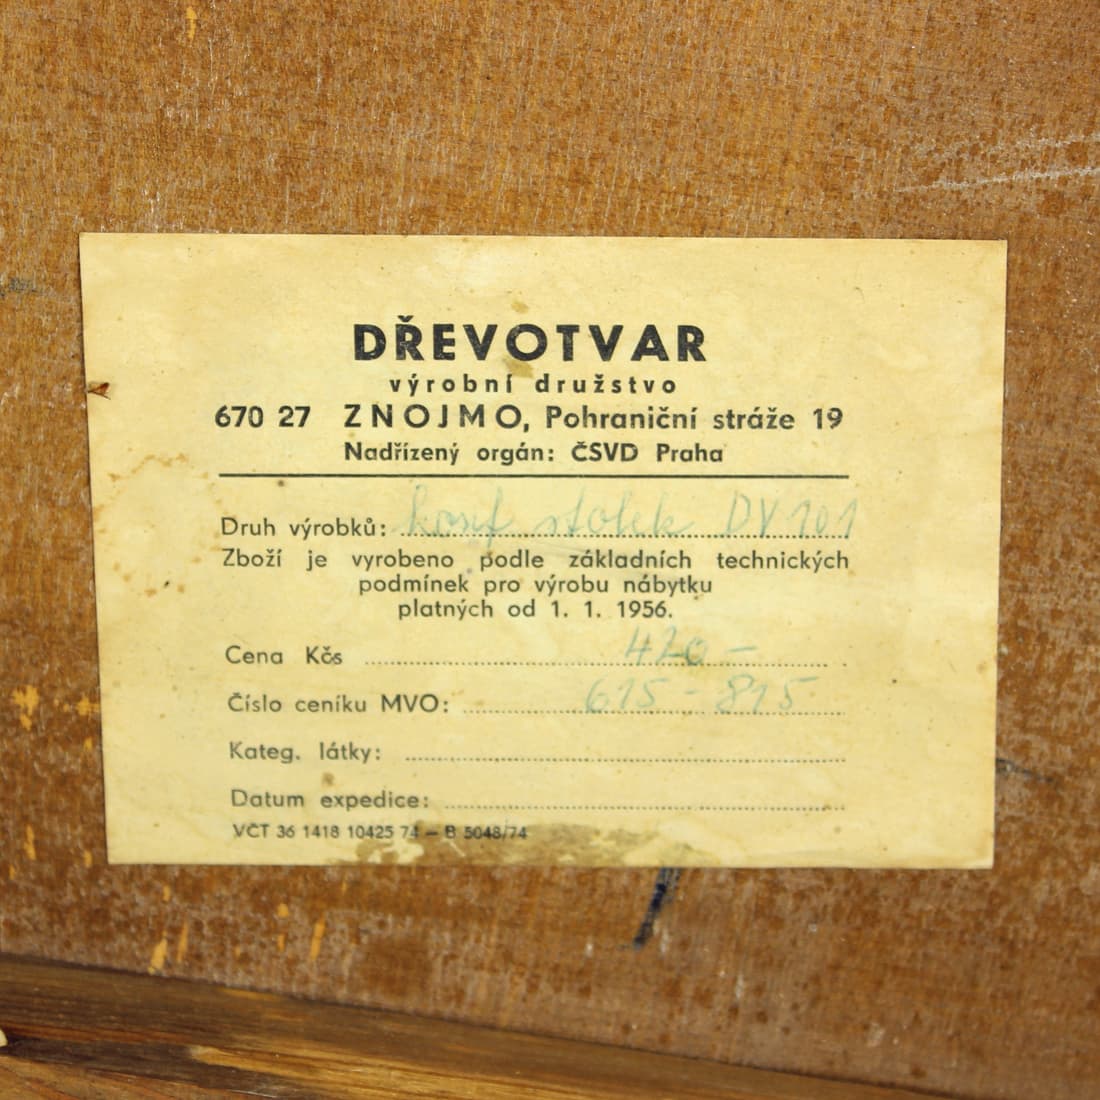 DŘEVOTVAR
výrobní družstvo
670 27 ZNOJMO, Pohraniční stráže 19
Nadřízený orgán: ČSVD Praha
Druh výrobků: konf stolek DV 101
Zboží je vyrobeno podle základních technických
podmínek pro výrobu nábytku
platných od 1. 1. 1956.
Cena Kčs 420-
Číslo ceníku MVO: 615-815
Kateg. látky:
Datum expedice:
VČT 36 1418 10425 74 — B 5048/74